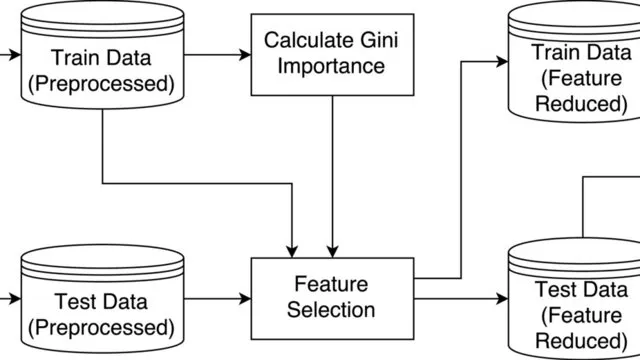 Train Data
(Preprocessed)
Calculate Gini
Importance
Train Data
(Feature
Reduced)
Test Data
(Preprocessed)
Feature
Selection
Test Data
(Feature
Reduced)